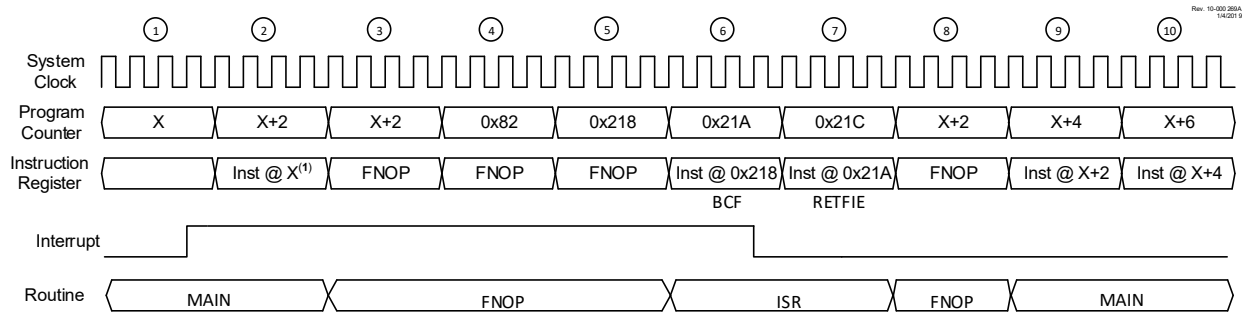 Rev. 10-000 269A
1/4/201 9
1 2 3 4 5 6 7 8 9 10
System
Clock
Program
Counter
X X+2 X+2 0x82 0x218 0x21A 0x21C X+2 X+4 X+6
Instruction
Register
Inst @ X(1) FNOP FNOP FNOP Inst @ 0x218 Inst @ 0x21A FNOP Inst @ X+2 Inst @ X+4
BCF RETFIE
Interrupt
Routine MAIN FNOP ISR FNOP MAIN